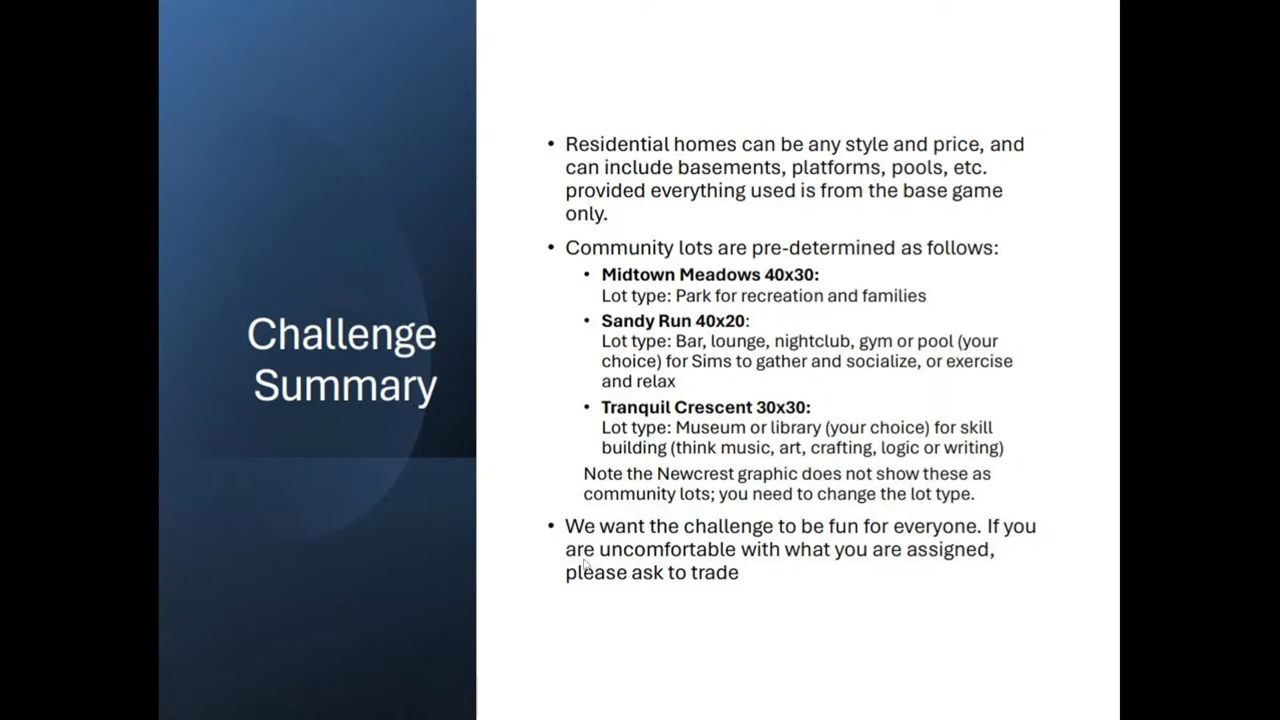 Challenge
Summary
• Residential homes can be any style and price, and
can include basements, platforms, pools, etc.
provided everything used is from the base game
only.
• Community lots are pre-determined as follows:
• Midtown Meadows 40x30:
Lot type: Park for recreation and families
• Sandy Run 40x20:
Lot type: Bar, lounge, nightclub, gym or pool (your
choice) for Sims to gather and socialize, or exercise
and relax
• Tranquil Crescent 30x30:
Lot type: Museum or library (your choice) for skill
building (think music, art, crafting, logic or writing)
Note the Newcrest graphic does not show these as
community lots; you need to change the lot type.
• We want the challenge to be fun for everyone. If you
are uncomfortable with what you are assigned,
please ask to trade